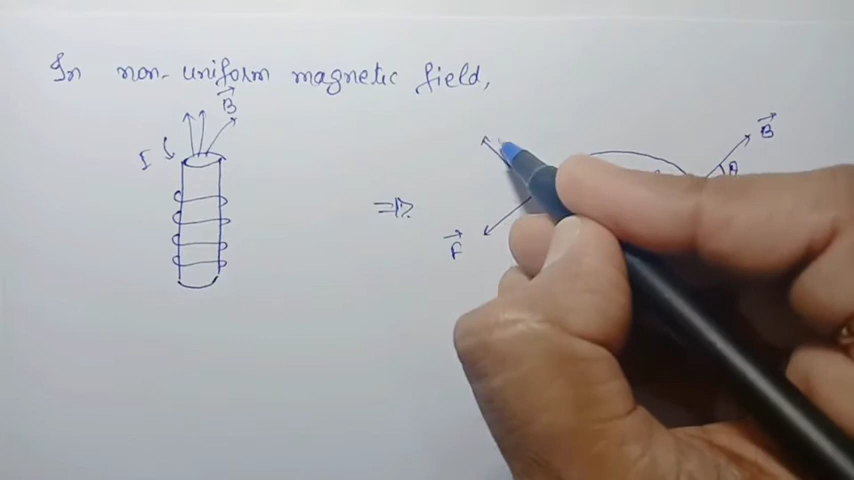 In non-uniform magnetic field,
B
I
B
θ
⇒
F